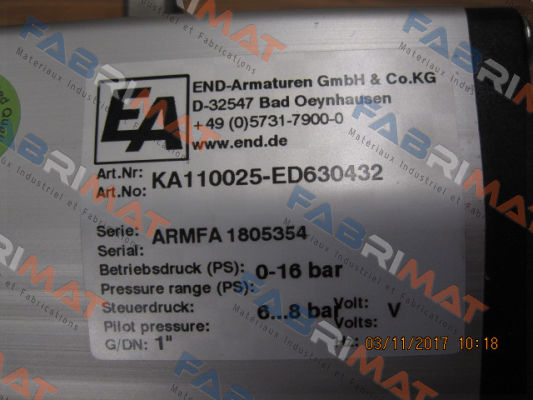 END-Armaturen GmbH & Co.KG
D-32547 Bad Oeynhausen
+49 (0)5731-7900-0
www.end.de
EA
Art.Nr:
Art.No: KA110025-ED630432
Serie:
Serial: ARMFA 1805354
Betriebsdruck (PS): 0-16 bar
Pressure range (PS):
Steuerdruck: 6...8 bar Volt: V
Pilot pressure: Volts:
G/DN: 1"
03/11/2017 10:18
FABRIMAT
Matériaux Industriel et Fabrications